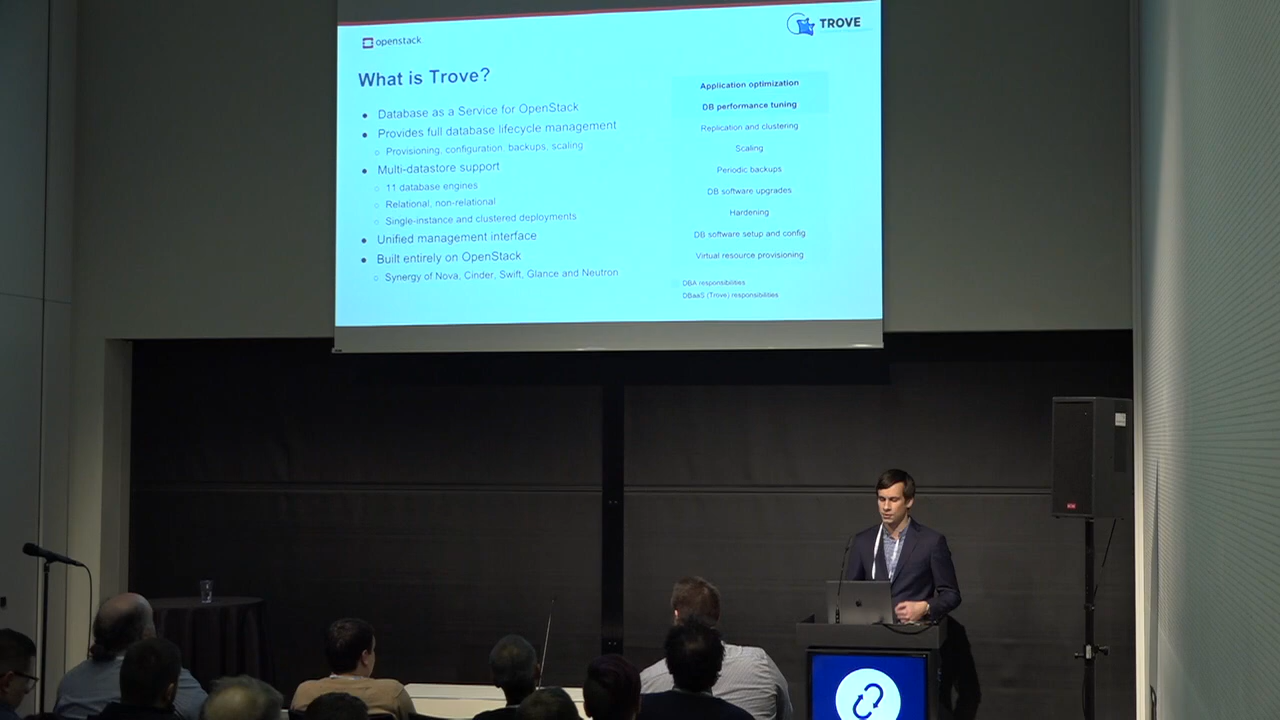 openstack
TROVE
What is Trove?
Database as a Service for OpenStack
Provides full database lifecycle management
Provisioning, configuration, backups, scaling
Multi-datastore support
11 database engines
Relational, non-relational
Single-instance and clustered deployments
Unified management interface
Built entirely on OpenStack
Synergy of Nova, Cinder, Swift, Glance and Neutron
Application optimization
DB performance tuning
Replication and clustering
Scaling
Periodic backups
DB software upgrades
Hardening
DB software setup and config
Virtual resource provisioning
DBA responsibilities
DBaaS (Trove) responsibilities